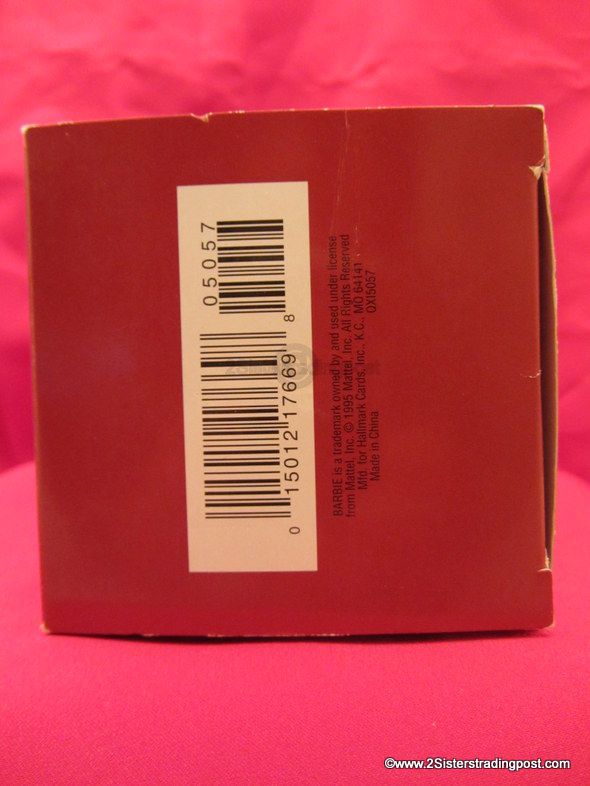 05057
0 15012 17669 8
BARBIE is a trademark owned by and used under license
from Mattel, Inc. © 1995 Mattel, Inc. All Rights Reserved
Mfd. for Hallmark Cards, Inc., K.C., MO 64141
Made in China
QXI5057
©www.2Sisterstradingpost.com